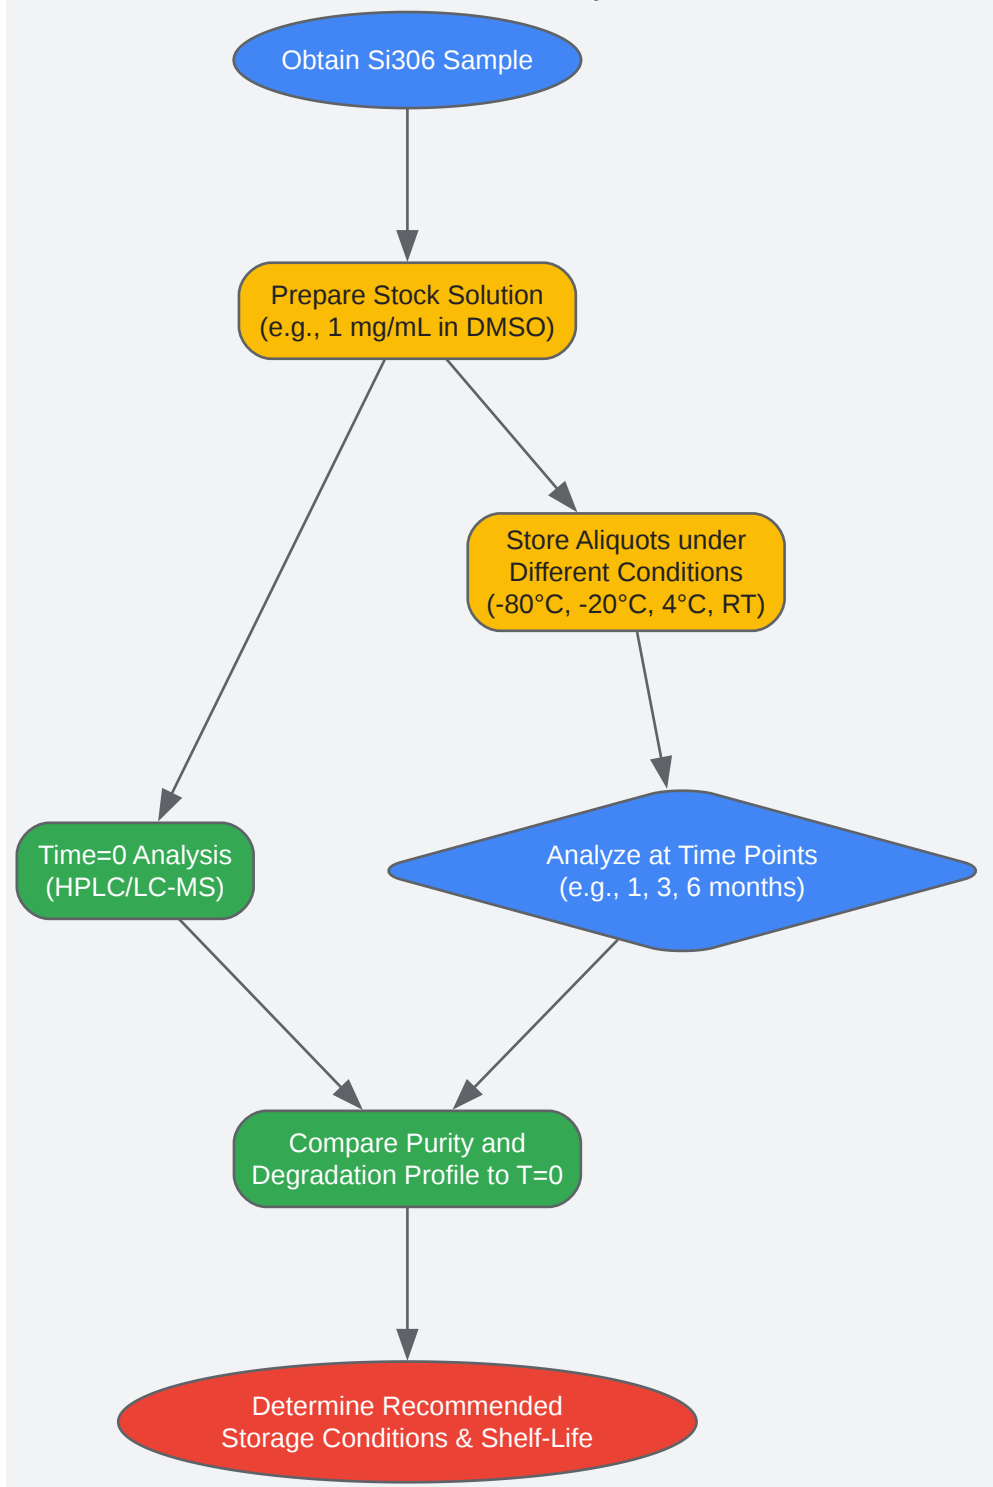 Obtain Si306 Sample
Prepare Stock Solution
(e.g., 1 mg/mL in DMSO)
Store Aliquots under
Different Conditions
(-80°C, -20°C, 4°C, RT)
Time=0 Analysis
(HPLC/LC-MS)
Analyze at Time Points
(e.g., 1, 3, 6 months)
Compare Purity and
Degradation Profile to T=0
Determine Recommended
Storage Conditions & Shelf-Life